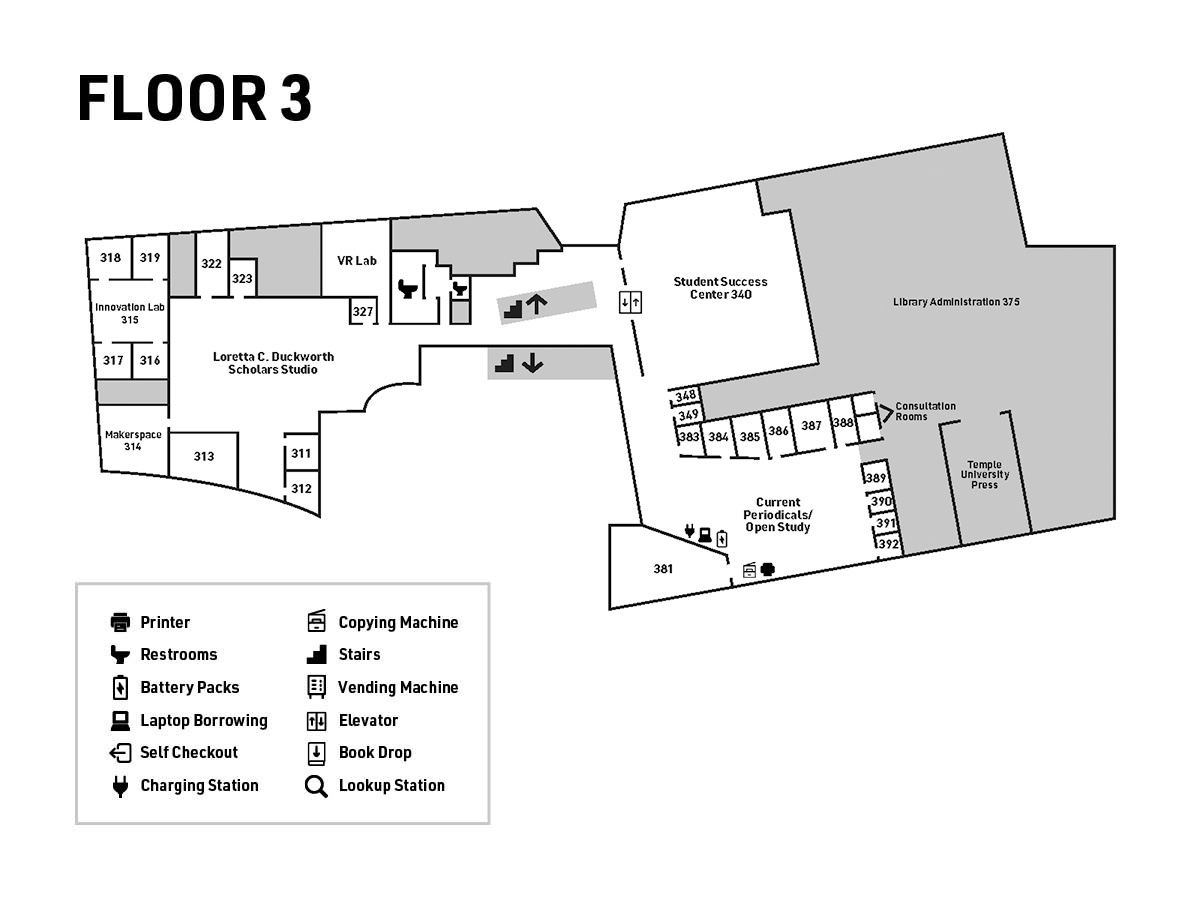 FLOOR 3
318
319
322
323
VR Lab
327
Innovation Lab
315
317
316
Loretta C. Duckworth
Scholars Studio
Makerspace
314
313
311
312
Student Success
Center 340
Library Administration 375
348
349
383
384
385
386
387
388
Consultation
Rooms
389
390
391
392
Temple
University
Press
Current
Periodicals/
Open Study
381
Printer
Restrooms
Battery Packs
Laptop Borrowing
Self Checkout
Charging Station
Copying Machine
Stairs
Vending Machine
Elevator
Book Drop
Lookup Station